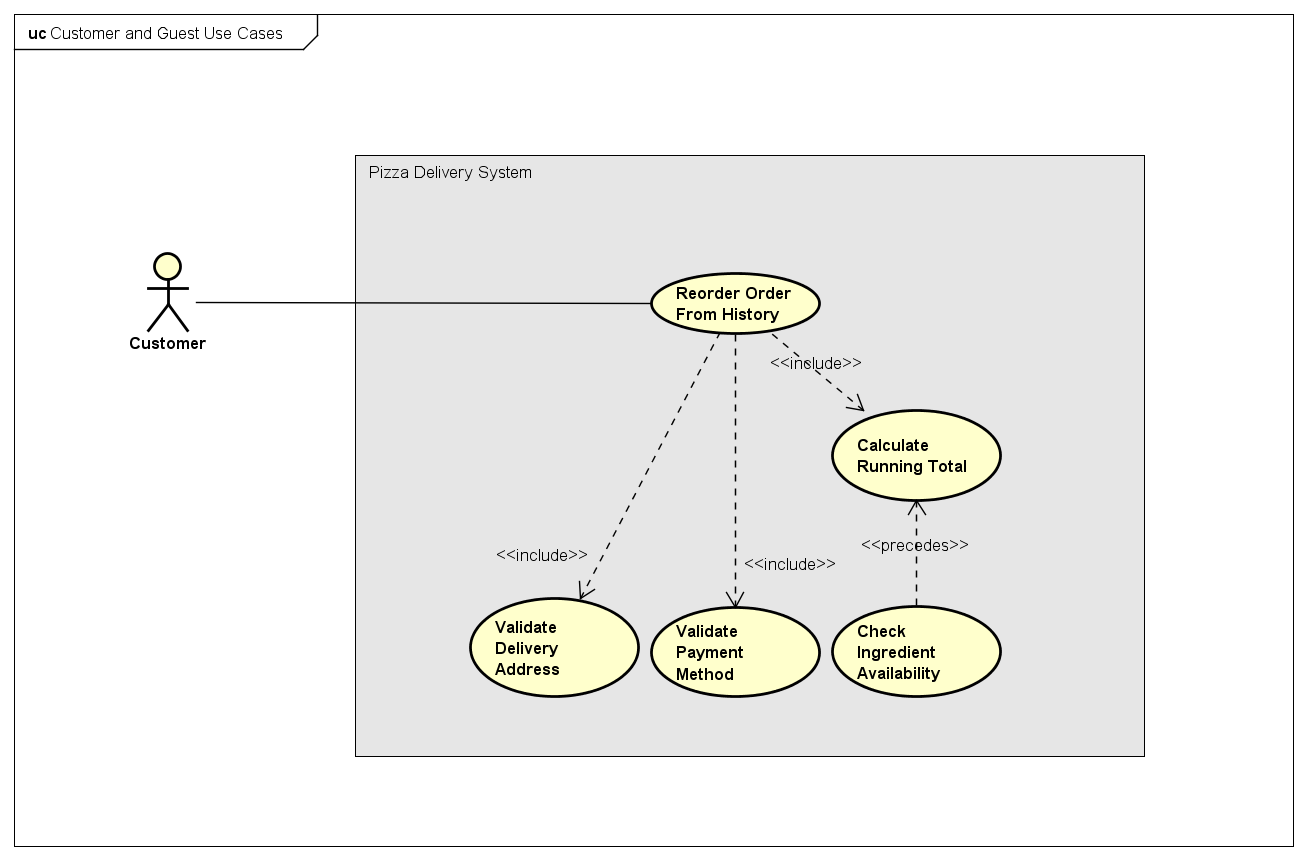 uc Customer and Guest Use Cases
Pizza Delivery System
Customer
Reorder Order
From History
<<include>>
Calculate
Running Total
<<precedes>>
<<include>>
<<include>>
Validate
Delivery
Address
Validate
Payment
Method
Check
Ingredient
Availability